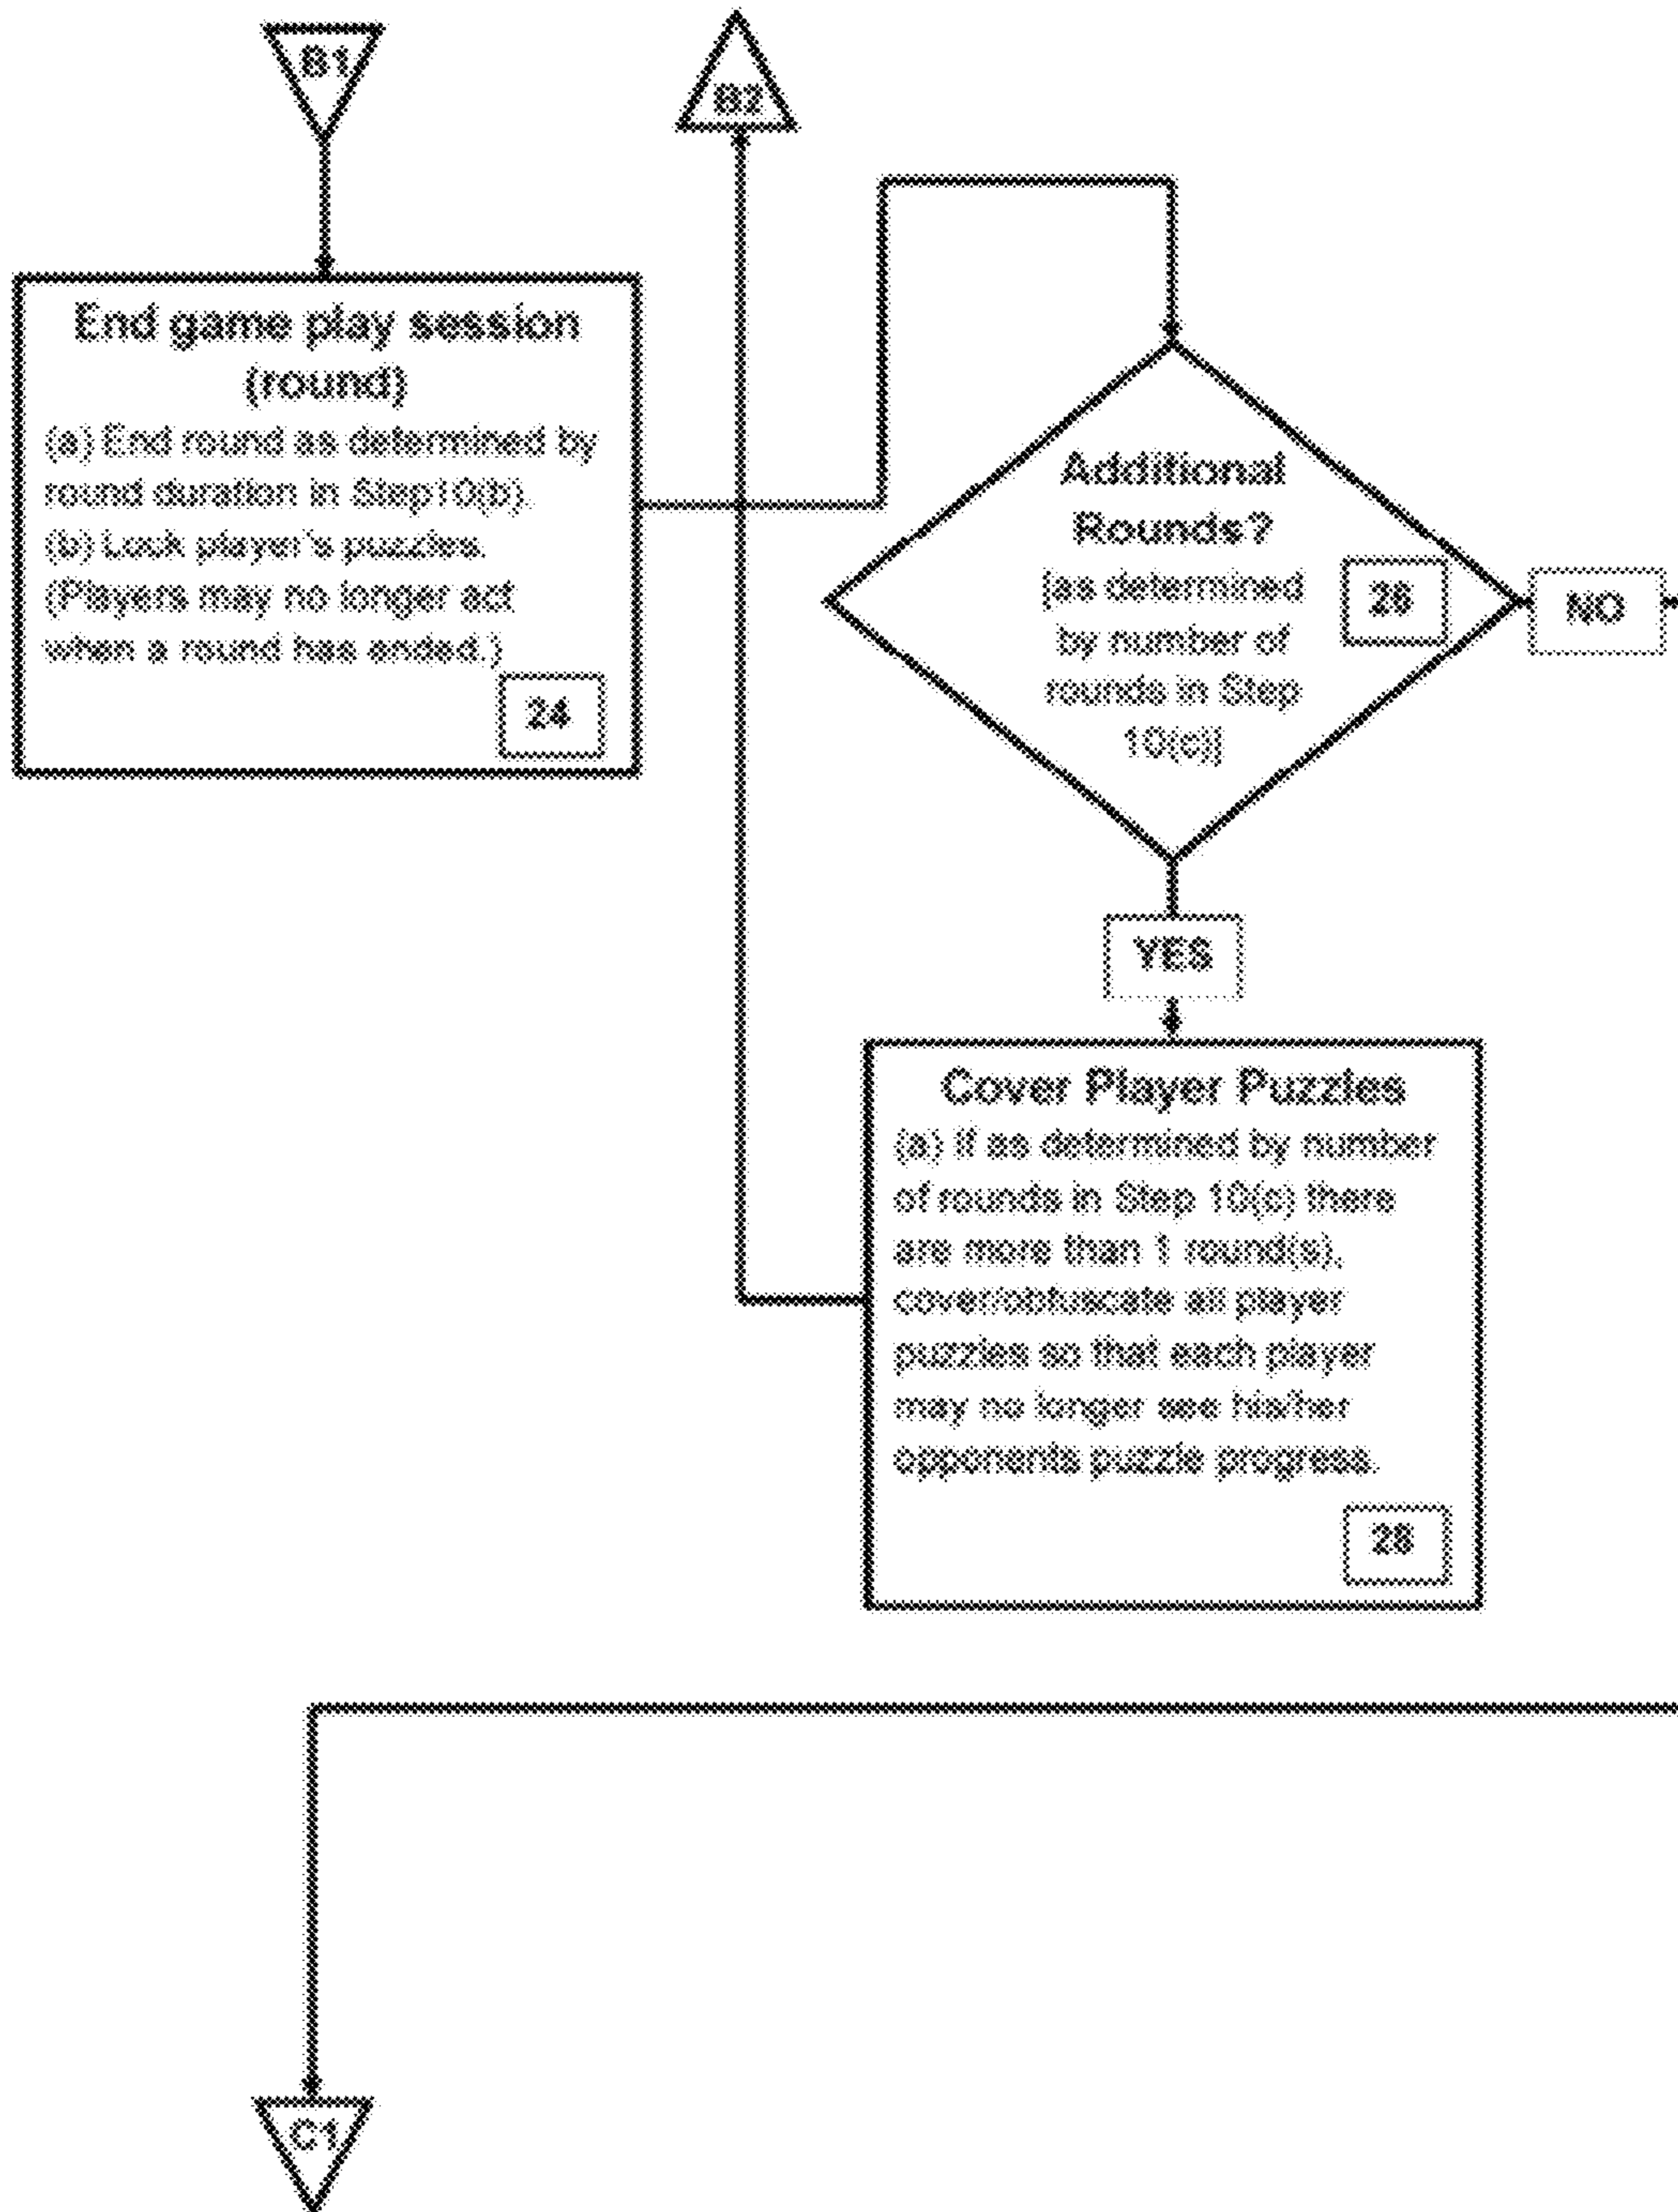 B1
B2
End game play session
(round)
(a) End round as determined by
round duration in Step10(b).
(b) Lock player's puzzles.
(Players may no longer act
when a round has ended.)
24
Additional
Rounds?
[as determined
by number of
rounds in Step
10(c)]
26
NO
YES
Cover Player Puzzles
(a) If as determined by number
of rounds in Step 10(c) there
are more than 1 round(s),
cover/obfuscate all player
puzzles so that each player
may no longer see his/her
opponents puzzle progress.
28
C1